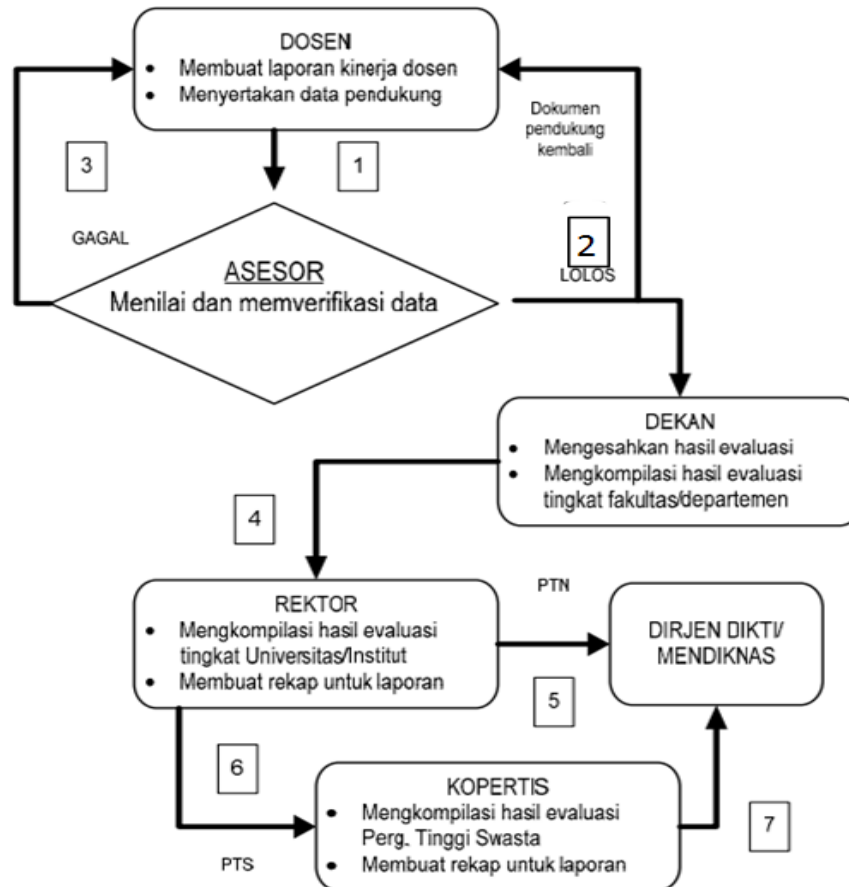 DOSEN
• Membuat laporan kinerja dosen
• Menyertakan data pendukung
Dokumen
pendukung
kembali
3
1
GAGAL
2
LOLOS
ASESOR
Menilai dan memverifikasi data
DEKAN
• Mengesahkan hasil evaluasi
• Mengkompilasi hasil evaluasi
tingkat fakultas/departemen
4
REKTOR
• Mengkompilasi hasil evaluasi
tingkat Universitas/Institut
• Membuat rekap untuk laporan
PTN
5
DIRJEN DIKTI/
MENDIKNAS
6
PTS
KOPERTIS
• Mengkompilasi hasil evaluasi
Perg. Tinggi Swasta
• Membuat rekap untuk laporan
7